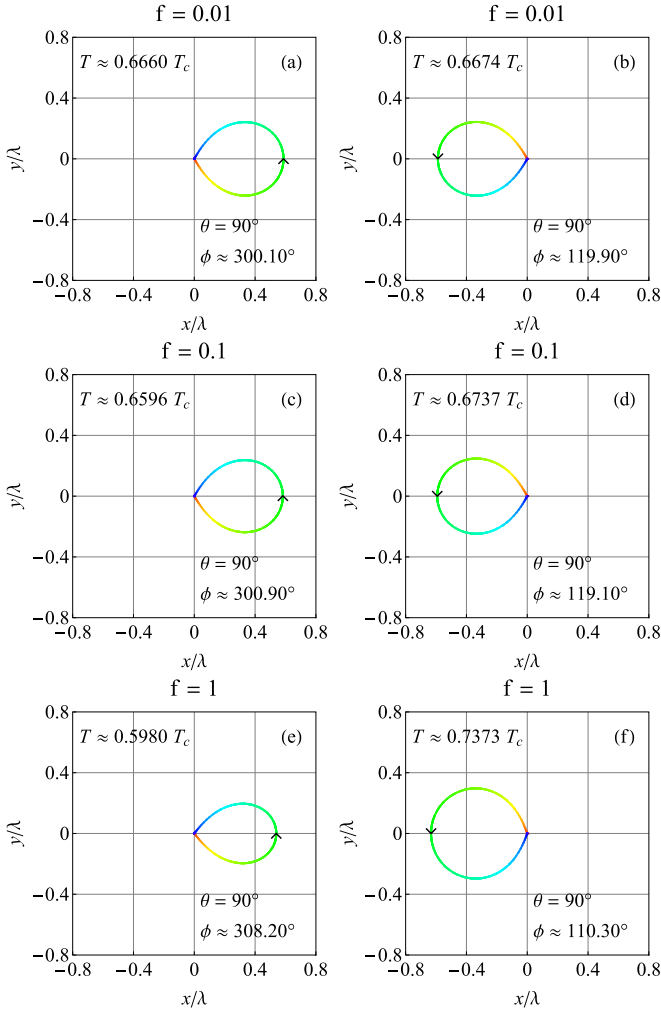 f = 0.01
f = 0.01
T ≈ 0.6660 T_c
(a)
T ≈ 0.6674 T_c
(b)
0.8
0.4
0
−0.4
−0.8
y/λ
θ = 90°
ϕ ≈ 300.10°
−0.8 −0.4 0 0.4 0.8
x/λ
0.8
0.4
0
−0.4
−0.8
y/λ
θ = 90°
ϕ ≈ 119.90°
−0.8 −0.4 0 0.4 0.8
x/λ
f = 0.1
f = 0.1
T ≈ 0.6596 T_c
(c)
T ≈ 0.6737 T_c
(d)
0.8
0.4
0
−0.4
−0.8
y/λ
θ = 90°
ϕ ≈ 300.90°
−0.8 −0.4 0 0.4 0.8
x/λ
0.8
0.4
0
−0.4
−0.8
y/λ
θ = 90°
ϕ ≈ 119.10°
−0.8 −0.4 0 0.4 0.8
x/λ
f = 1
f = 1
T ≈ 0.5980 T_c
(e)
T ≈ 0.7373 T_c
(f)
0.8
0.4
0
−0.4
−0.8
y/λ
θ = 90°
ϕ ≈ 308.20°
−0.8 −0.4 0 0.4 0.8
x/λ
0.8
0.4
0
−0.4
−0.8
y/λ
θ = 90°
ϕ ≈ 110.30°
−0.8 −0.4 0 0.4 0.8
x/λ